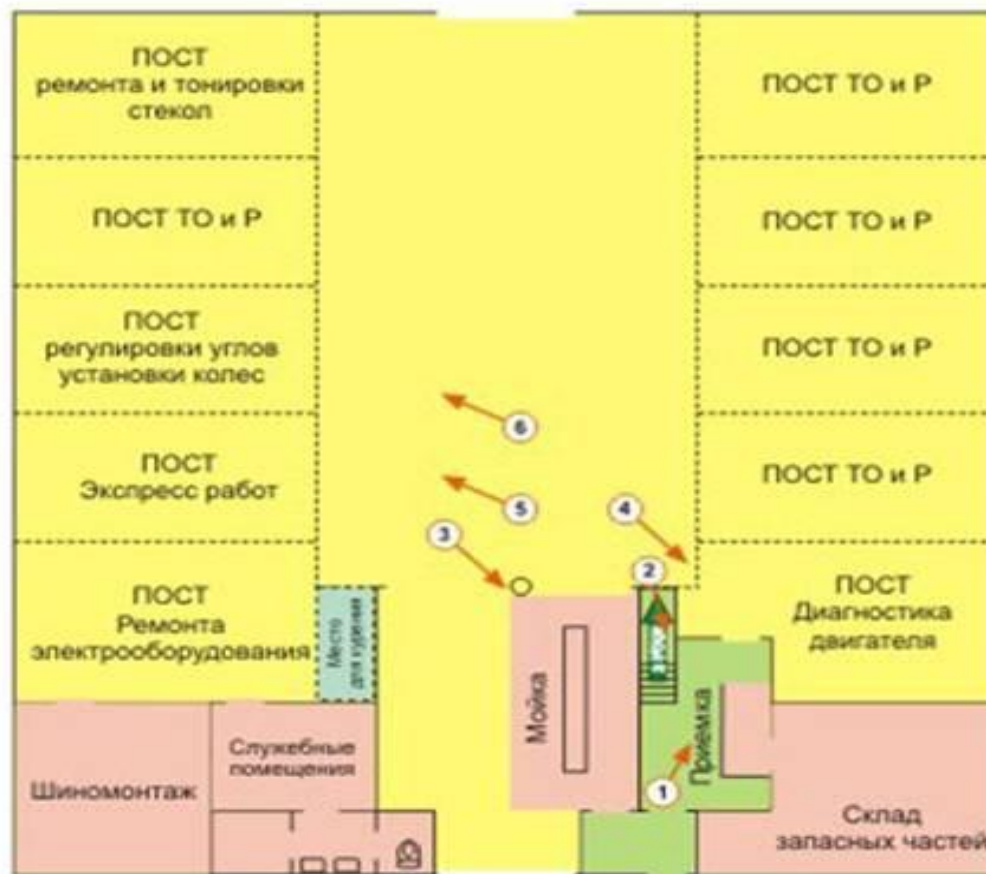 ПОСТ
ремонта и тонировки
стекол
ПОСТ ТО и Р
ПОСТ ТО и Р
ПОСТ ТО и Р
ПОСТ
регулировки углов
установки колес
ПОСТ ТО и Р
6
ПОСТ
Экспресс работ
ПОСТ ТО и Р
5
4
3
2
ПОСТ
Ремонта
электрооборудования
Место
для курения
ПОСТ
Диагностика
двигателя
Мойка
Приемка
1
Служебные
помещения
Шиномонтаж
Склад
запасных частей